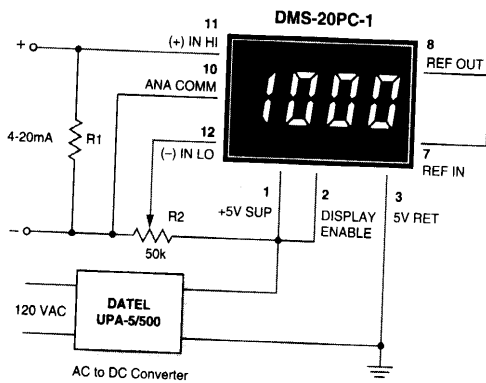 DMS-20PC-1
11
(+) IN HI
10
ANA COMM
12
(–) IN LO
8
REF OUT
7
REF IN
1000
+
4-20mA
R1
–
R2
50k
1
+5V SUP
2
DISPLAY
ENABLE
3
5V RET
120 VAC
DATEL
UPA-5/500
AC to DC Converter